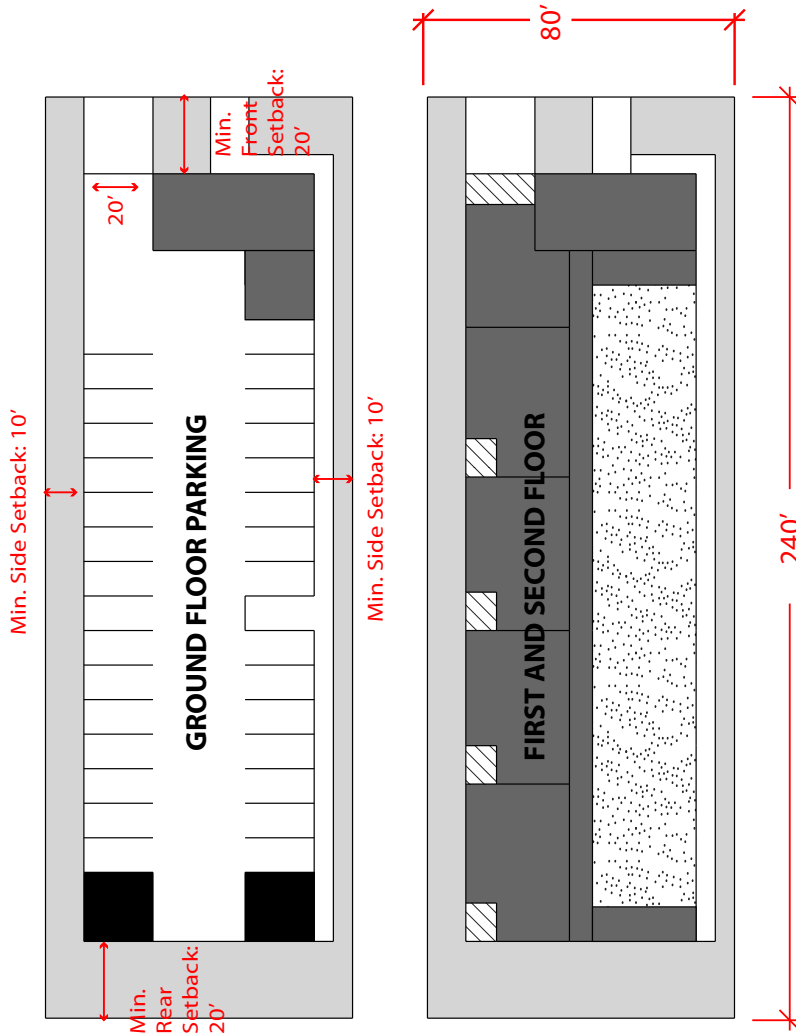 80'
Min.
Front
Setback:
20'
20'
Min. Side Setback: 10'
GROUND FLOOR PARKING
Min. Side Setback: 10'
FIRST AND SECOND FLOOR
240'
Min.
Rear
Setback:
20'